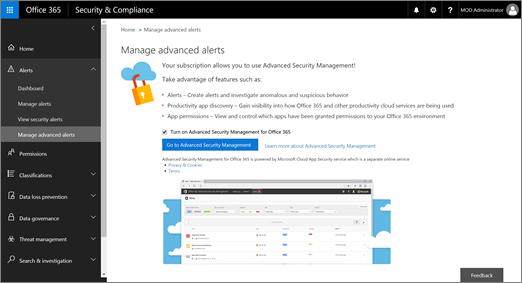 Office 365
Security & Compliance
MOD Administrator
Home
Alerts
Dashboard
Manage alerts
View security alerts
Manage advanced alerts
Permissions
Classifications
Data loss prevention
Data governance
Threat management
Search & investigation
Home > Manage advanced alerts
Manage advanced alerts
Your subscription allows you to use Advanced Security Management!
Take advantage of features such as:
• Alerts – Create alerts and investigate anomalous and suspicious behavior
• Productivity app discovery – Gain visibility into how Office 365 and other productivity cloud services are being used
• App permissions – View and control which apps have been granted permissions to your Office 365 environment
Turn on Advanced Security Management for Office 365
Go to Advanced Security Management
Learn more about Advanced Security Management
Advanced Security Management for Office 365 is powered by Microsoft Cloud App Security service which is a separate online service
• Privacy & Cookies
• Terms
Feedback